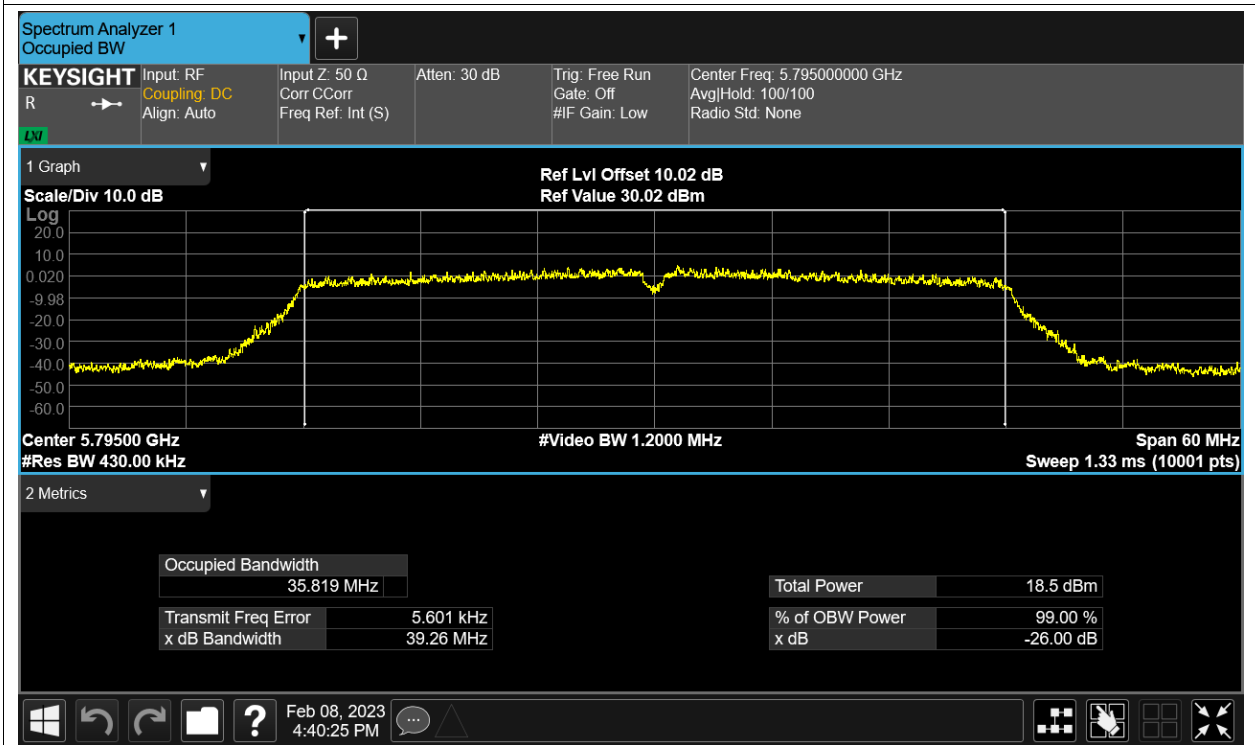 Spectrum Analyzer 1
Occupied BW
KEYSIGHT
R
LXI
Input: RF
Coupling: DC
Align: Auto
Input Z: 50 Ω
Corr CCorr
Freq Ref: Int (S)
Atten: 30 dB
Trig: Free Run
Gate: Off
#IF Gain: Low
Center Freq: 5.795000000 GHz
Avg|Hold: 100/100
Radio Std: None
1 Graph
Scale/Div 10.0 dB
Ref Lvl Offset 10.02 dB
Ref Value 30.02 dBm
Log
20.0
10.0
0.020
-9.98
-20.0
-30.0
-40.0
-50.0
-60.0
Center 5.79500 GHz
#Video BW 1.2000 MHz
Span 60 MHz
#Res BW 430.00 kHz
Sweep 1.33 ms (10001 pts)
2 Metrics
Occupied Bandwidth
35.819 MHz
Total Power 18.5 dBm
Transmit Freq Error 5.601 kHz
% of OBW Power 99.00 %
x dB Bandwidth 39.26 MHz
x dB -26.00 dB
?
Feb 08, 2023
4:40:25 PM